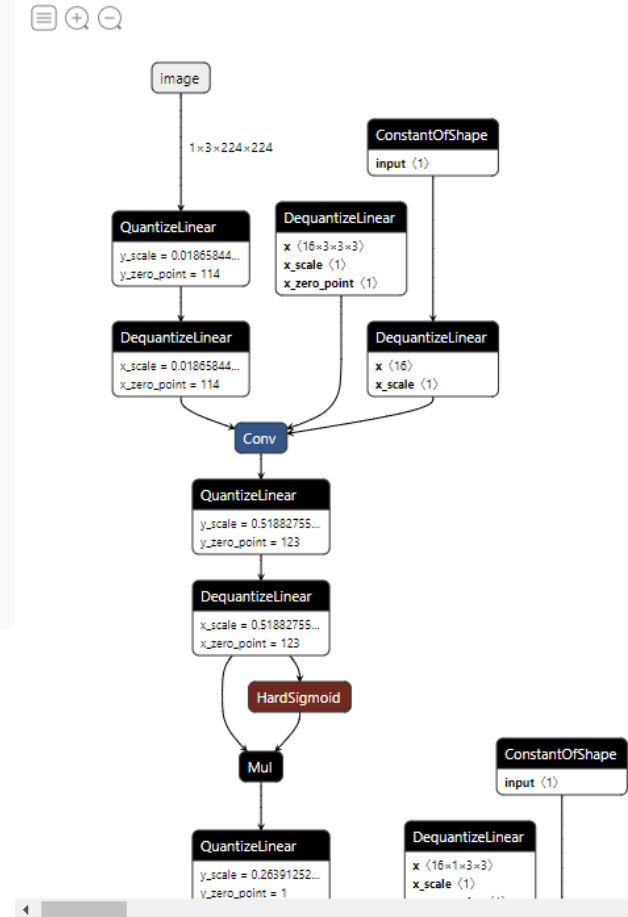 image
1×3×224×224
ConstantOfShape
input 〈1〉
QuantizeLinear
y_scale = 0.01865844...
y_zero_point = 114
DequantizeLinear
x 〈16×3×3×3〉
x_scale 〈1〉
x_zero_point 〈1〉
DequantizeLinear
x_scale = 0.01865844...
x_zero_point = 114
DequantizeLinear
x 〈16〉
x_scale 〈1〉
Conv
QuantizeLinear
y_scale = 0.51882755...
y_zero_point = 123
DequantizeLinear
x_scale = 0.51882755...
x_zero_point = 123
HardSigmoid
Mul
ConstantOfShape
input 〈1〉
QuantizeLinear
y_scale = 0.26391252...
y_zero_point = 1
DequantizeLinear
x 〈16×1×3×3〉
x_scale 〈1〉